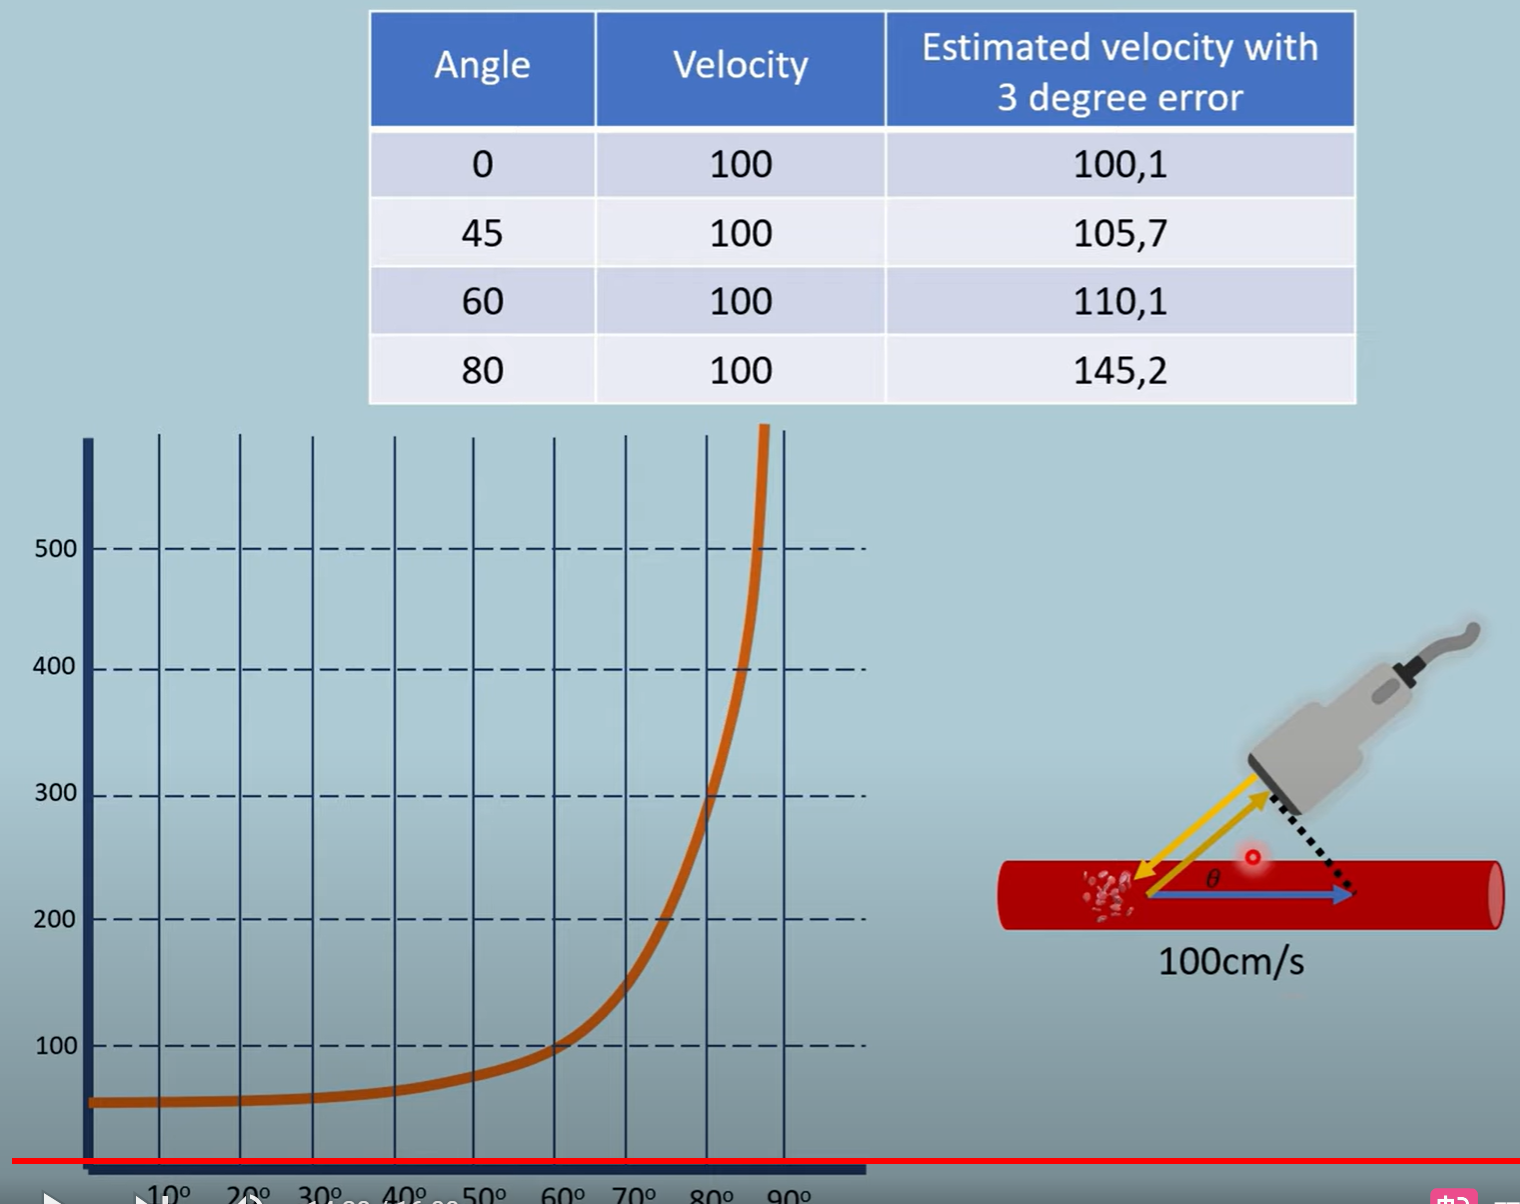 Angle Velocity Estimated velocity with
3 degree error
0 100 100,1
45 100 105,7
60 100 110,1
80 100 145,2
500
400
300
200
100
θ
100cm/s
10º 20º 30º 40º 50º 60º 70º 80º 90º